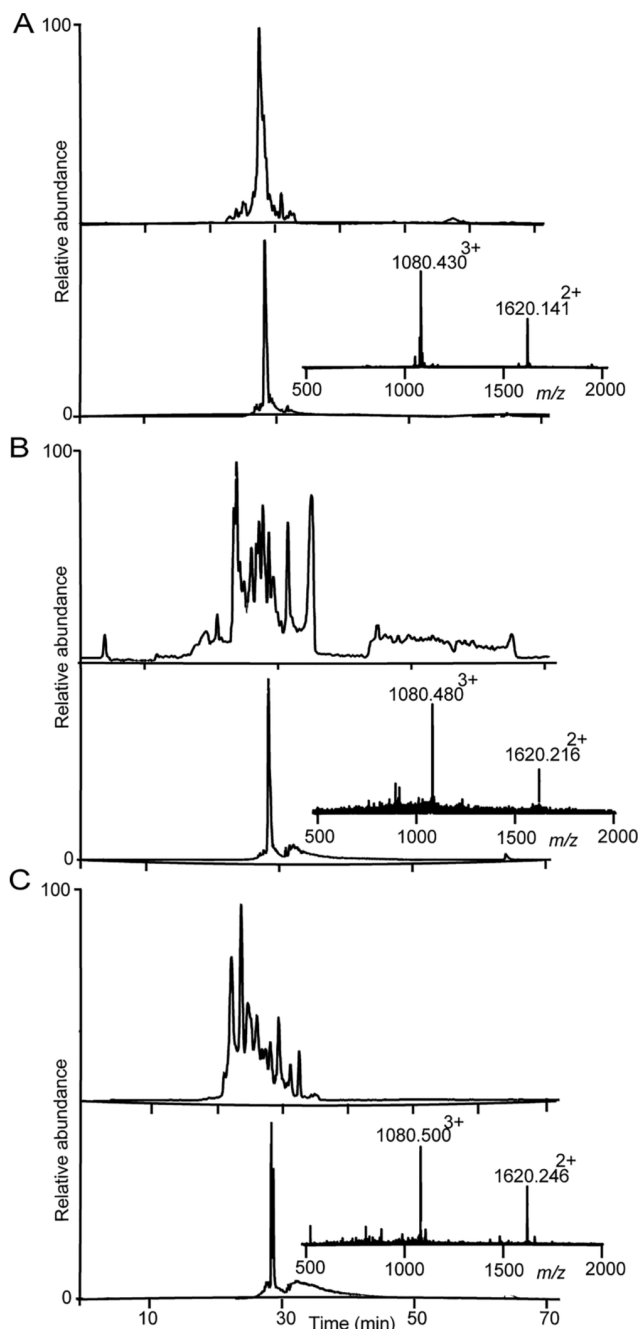 A
100
Relative abundance
0
3+
1080.430
2+
1620.141
500 1000 1500 2000
m/z
B
100
Relative abundance
0
3+
1080.480
2+
1620.216
500 1000 1500 2000
m/z
C
100
Relative abundance
0
3+
1080.500
2+
1620.246
500 1000 1500 2000
m/z
10 30 50 70
Time (min)